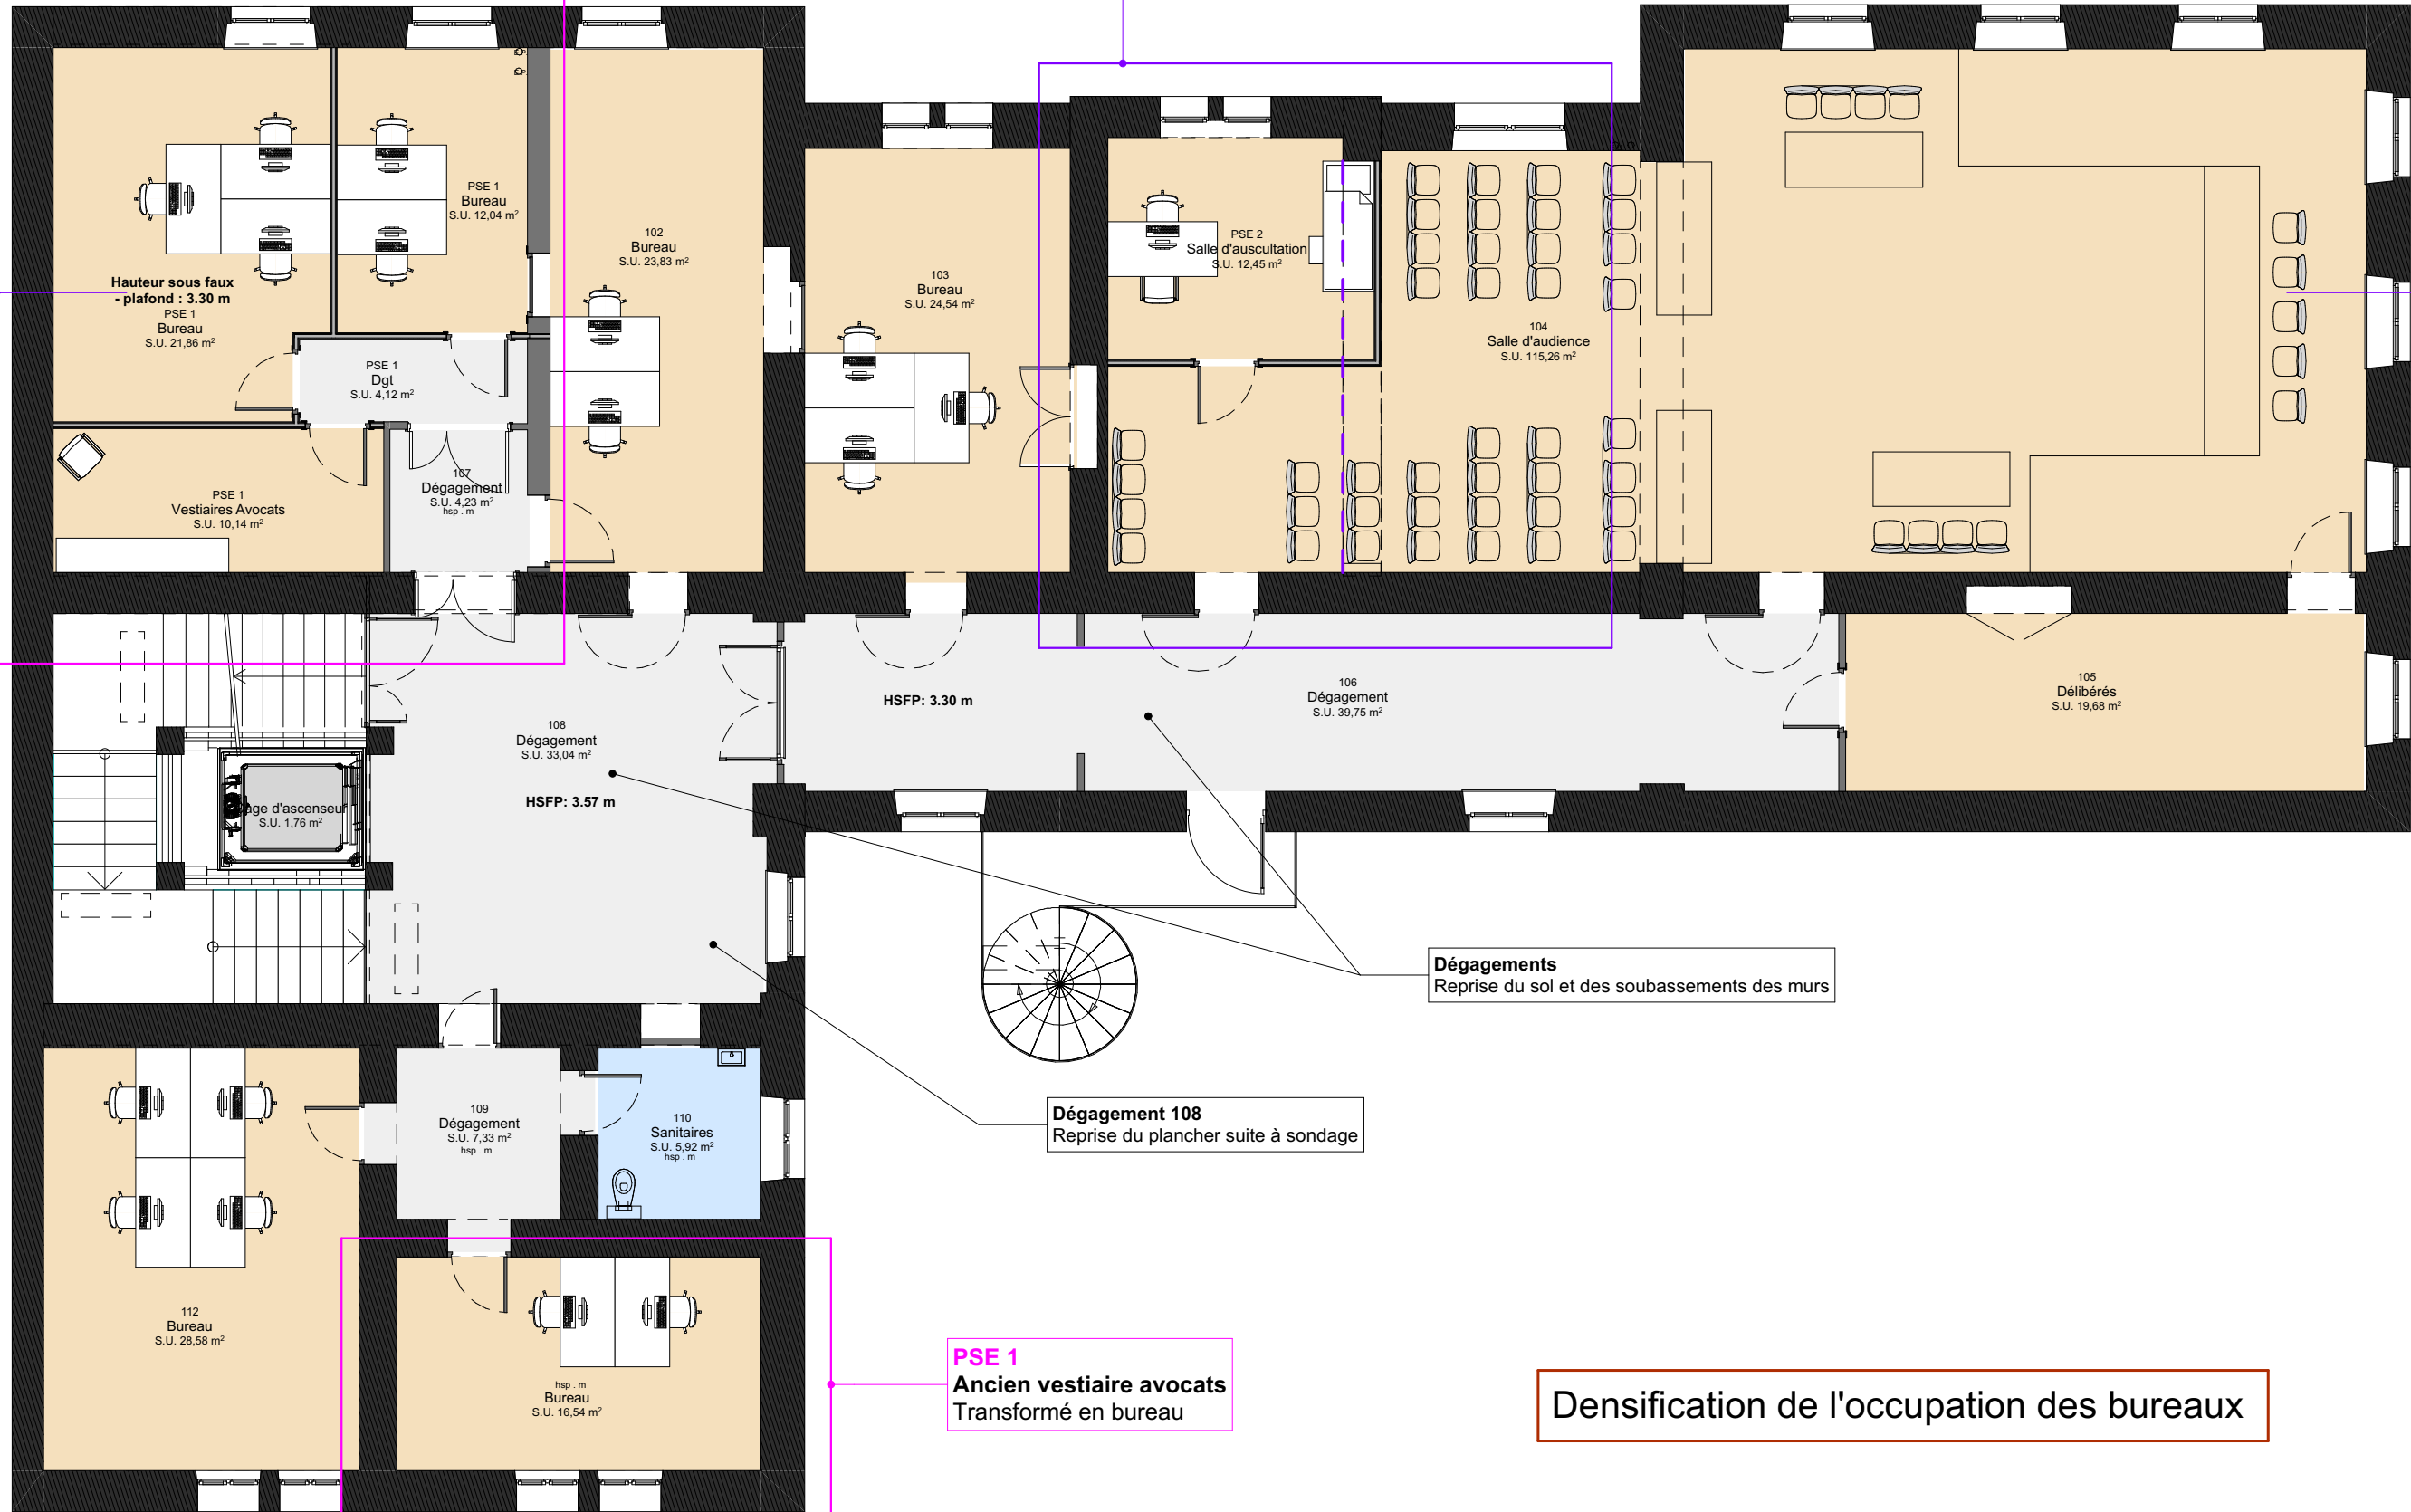 PSE 1
Bureau
S.U. 12,04 m²
102
Bureau
S.U. 23,83 m²
Hauteur sous faux
- plafond : 3.30 m
PSE 1
Bureau
S.U. 21,86 m²
PSE 1
Dgt
S.U. 4,12 m²
103
Bureau
S.U. 24,54 m²
PSE 2
Salle d'auscultation
S.U. 12,45 m²
104
Salle d'audience
S.U. 115,26 m²
PSE 1
Vestiaires Avocats
S.U. 10,14 m²
107
Dégagement
S.U. 4,23 m²
hsp . m
108
Dégagement
S.U. 33,04 m²
HSFP: 3.57 m
HSFP: 3.30 m
106
Dégagement
S.U. 39,75 m²
105
Délibérés
S.U. 19,68 m²
d'ascenseur
S.U. 1,76 m²
Dégagements
Reprise du sol et des soubassements des murs
Dégagement 108
Reprise du plancher suite à sondage
109
Dégagement
S.U. 7,33 m²
hsp . m
110
Sanitaires
S.U. 5,92 m²
hsp . m
112
Bureau
S.U. 28,58 m²
hsp . m
Bureau
S.U. 16,54 m²
PSE 1
Ancien vestiaire avocats
Transformé en bureau
Densification de l'occupation des bureaux